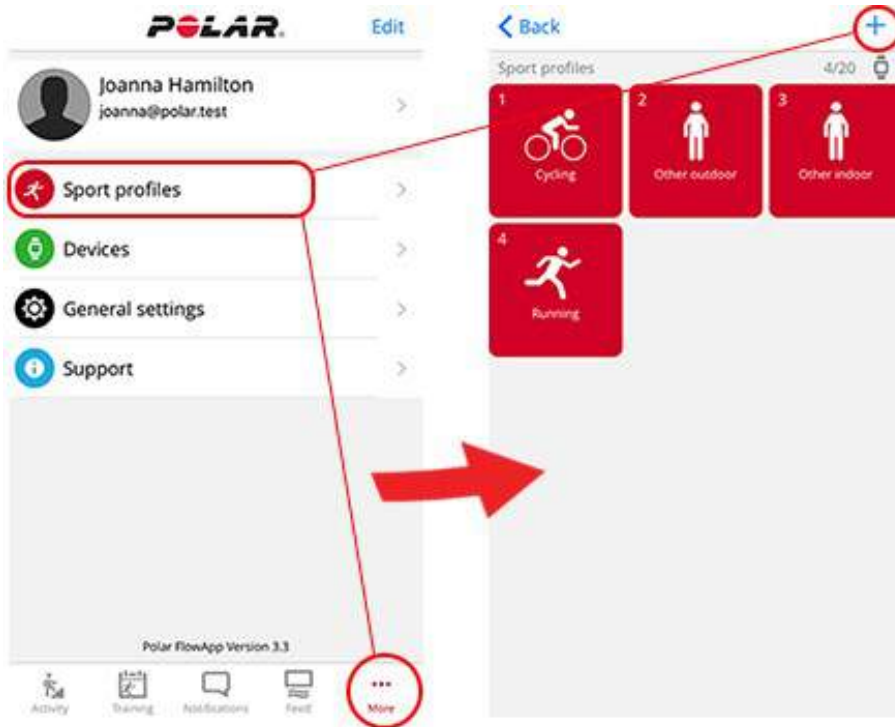 POLAR.
Edit
Joanna Hamilton
joanna@polar.test
Sport profiles
Devices
General settings
Support
Polar FlowApp Version 3.3
Activity
Training
Notifications
Feed
More
Back
Sport profiles
4/20
1
Cycling
2
Other outdoor
3
Other indoor
4
Running